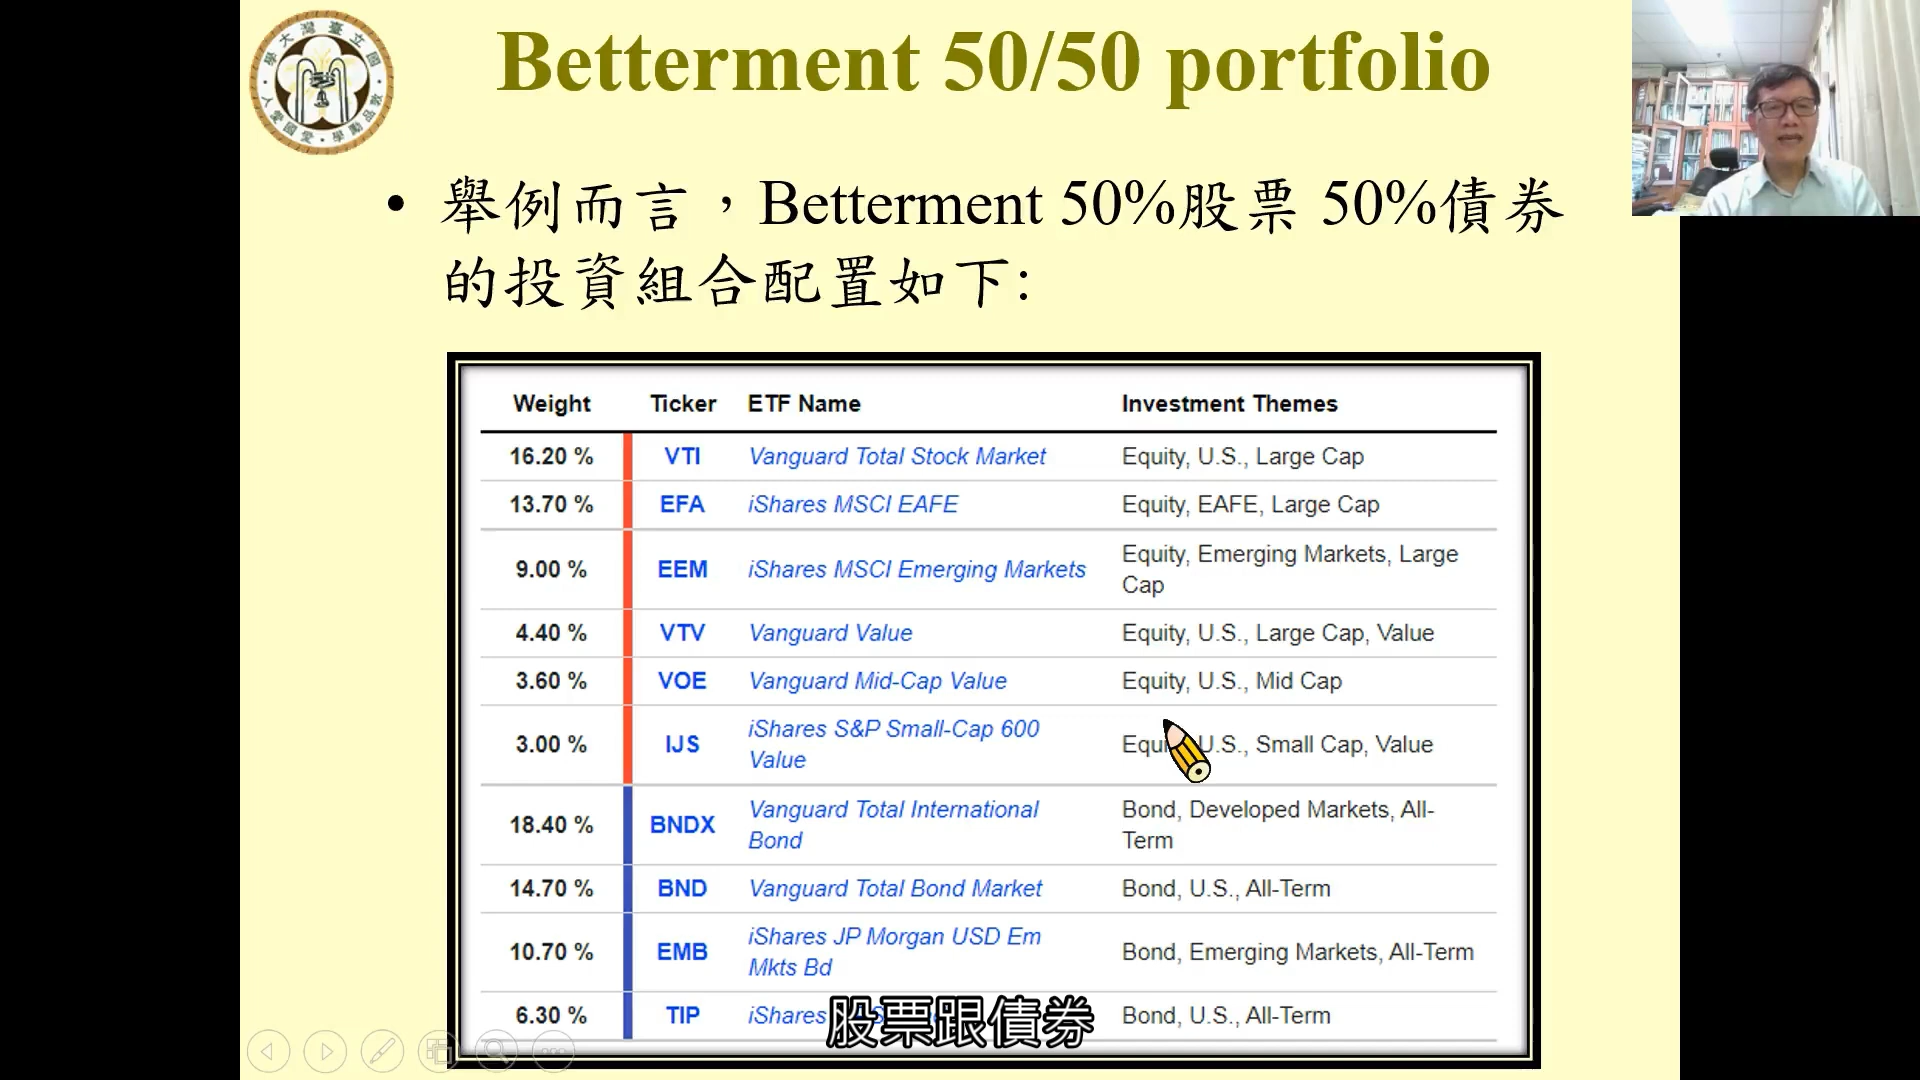 Betterment 50/50 portfolio
• 舉例而言，Betterment 50%股票 50%債券
的投資組合配置如下:
Weight Ticker ETF Name Investment Themes
16.20 % VTI Vanguard Total Stock Market Equity, U.S., Large Cap
13.70 % EFA iShares MSCI EAFE Equity, EAFE, Large Cap
9.00 % EEM iShares MSCI Emerging Markets Equity, Emerging Markets, Large
Cap
4.40 % VTV Vanguard Value Equity, U.S., Large Cap, Value
3.60 % VOE Vanguard Mid-Cap Value Equity, U.S., Mid Cap
3.00 % IJS iShares S&P Small-Cap 600
Value U.S., Small Cap, Value
18.40 % BNDX Vanguard Total International
Bond Bond, Developed Markets, All-
Term
14.70 % BND Vanguard Total Bond Market Bond, U.S., All-Term
10.70 % EMB iShares JP Morgan USD Em
Mkts Bd Bond, Emerging Markets, All-Term
6.30 % TIP iShares Bond, U.S., All-Term
股票跟債券